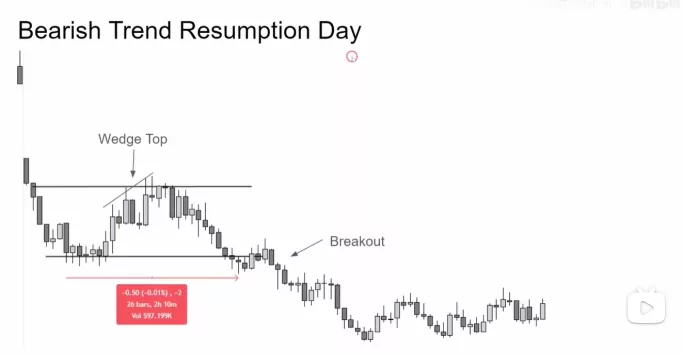 Bearish Trend Resumption Day
Wedge Top
Breakout
−0.50 (−0.01%) , −2
26 bars, 2h 10m
Vol 597.199K